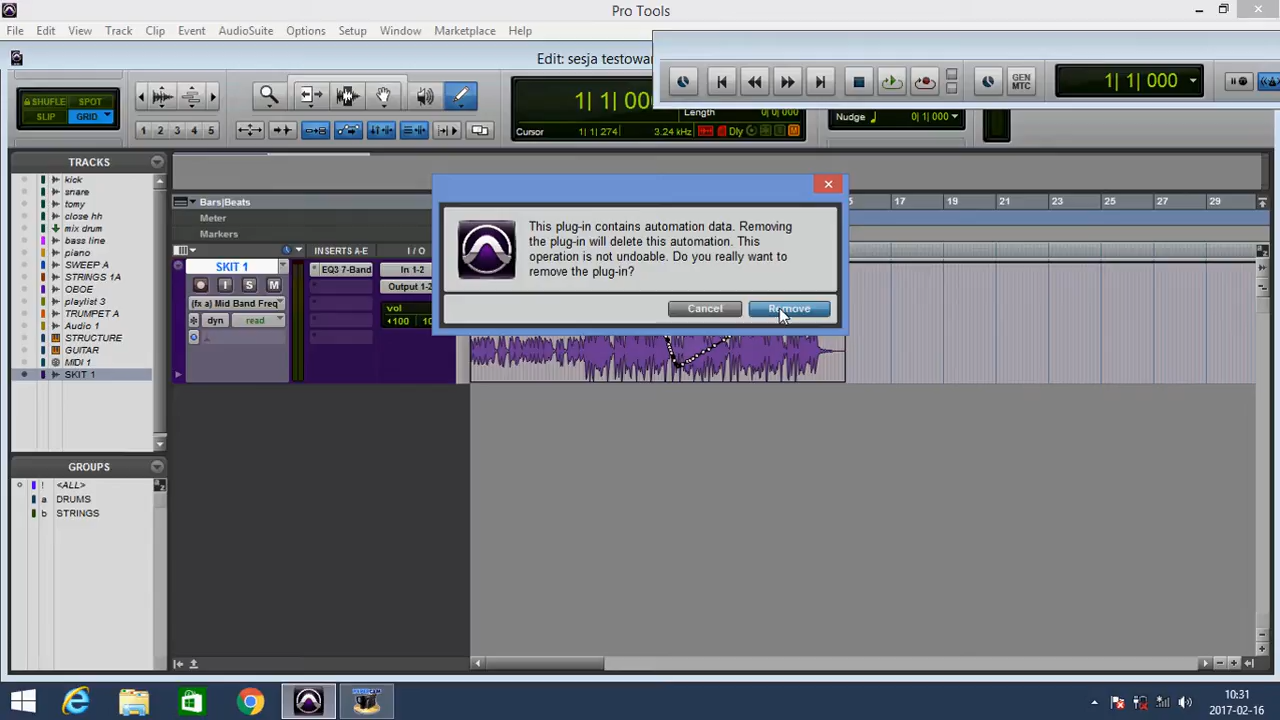 Pro Tools
File Edit View Track Clip Event AudioSuite Options Setup Window Marketplace Help
Edit: sesja testowa
SHUFLE SPOT
SLIP GRID
1 2 3 4 5
1| 1| 00
Cursor 1| 1| 274 3.24 kHz Dly
Length 0| 0| 000
GEN
MTC
1| 1| 000
Nudge 0| 1| 000
TRACKS
kick
snare
tomy
close hh
mix drum
bass line
piano
SWEEP A
STRINGS 1A
OBOE
playlist 3
TRUMPET A
Audio 1
STRUCTURE
GUITAR
MIDI 1
SKIT 1
GROUPS
! <ALL>
a DRUMS
b STRINGS
Bars|Beats
Meter
Markers
17 19 21 23 25 27 29
INSERTS A-E I / O
SKIT 1
EQ3 7-Band In 1-2
I S M
Output 1-2
(fx a) Mid Band Freq
vol
dyn read
100
This plug-in contains automation data. Removing
the plug-in will delete this automation. This
operation is not undoable. Do you really want to
remove the plug-in?
Cancel Remove
10:31
2017-02-16